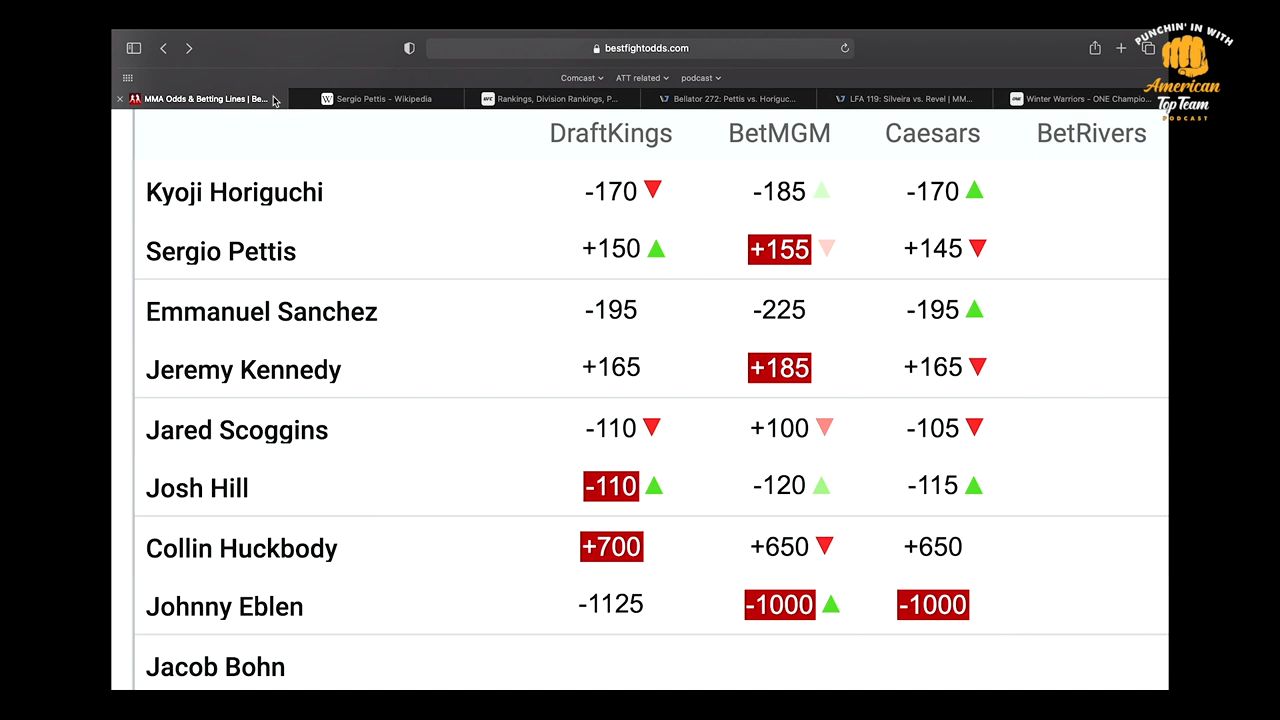 bestfightodds.com
PUNCHIN' IN WITH
American
Top Team
PODCAST
Comcast ATT related podcast
MMA Odds & Betting Lines | Be... Sergio Pettis - Wikipedia Rankings, Division Rankings, P... Bellator 272: Pettis vs. Horiguc... LFA 119: Silveira vs. Revel | MM... Winter Warriors - ONE Champio...
DraftKings BetMGM Caesars BetRivers
Kyoji Horiguchi -170 ▼ -185 ▲ -170 ▲
Sergio Pettis +150 ▲ +155 ▼ +145 ▼
Emmanuel Sanchez -195 -225 -195 ▲
Jeremy Kennedy +165 +185 +165 ▼
Jared Scoggins -110 ▼ +100 ▼ -105 ▼
Josh Hill -110 ▲ -120 ▲ -115 ▲
Collin Huckbody +700 +650 ▼ +650
Johnny Eblen -1125 -1000 ▲ -1000
Jacob Bohn